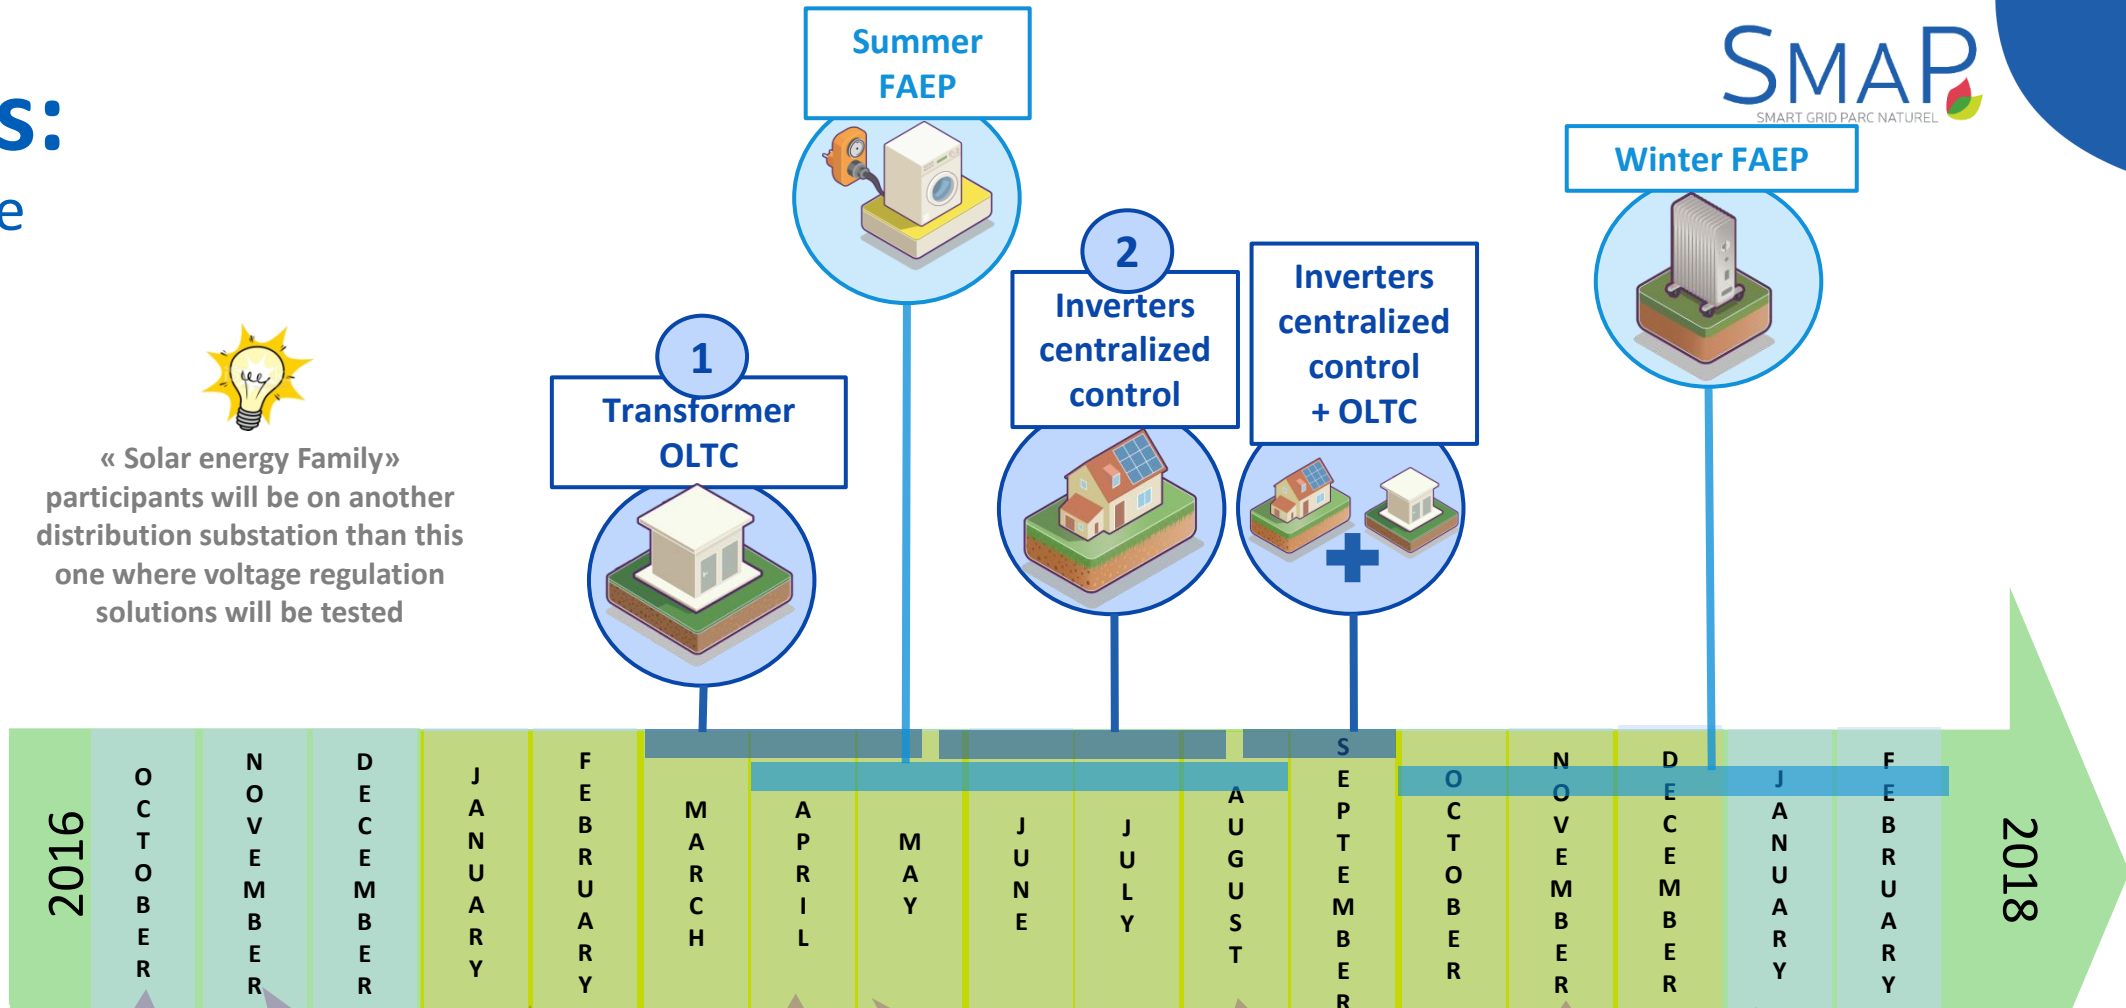 s:
e
Summer
FAEP
SMAP
SMART GRID PARC NATUREL
Winter FAEP
2
Inverters
centralized
control
Inverters
centralized
control
+ OLTC
1
Transformer
OLTC
« Solar energy Family»
participants will be on another
distribution substation than this
one where voltage regulation
solutions will be tested
2016
OCTOBER
NOVEMBER
DECEMBER
JANUARY
FEBRUARY
MARCH
APRIL
MAY
JUNE
JULY
AUGUST
SEPTEMBER
OCTOBER
NOVEMBER
DECEMBER
JANUARY
FEBRUARY
2018